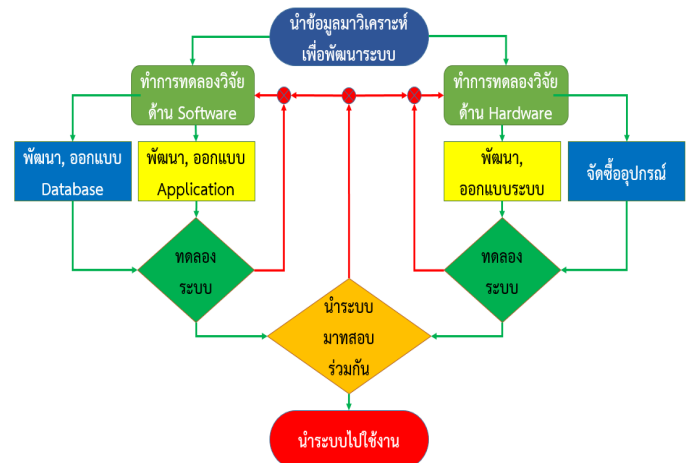 นำข้อมูลมาวิเคราะห์
เพื่อพัฒนาระบบ
ทำการทดลองวิจัย
ด้าน Software
ทำการทดลองวิจัย
ด้าน Hardware
พัฒนา, ออกแบบ
Database
พัฒนา, ออกแบบ
Application
พัฒนา,
ออกแบบระบบ
จัดซื้ออุปกรณ์
ทดลอง
ระบบ
ทดลอง
ระบบ
นำระบบ
มาทสอบ
ร่วมกัน
นำระบบไปใช้งาน